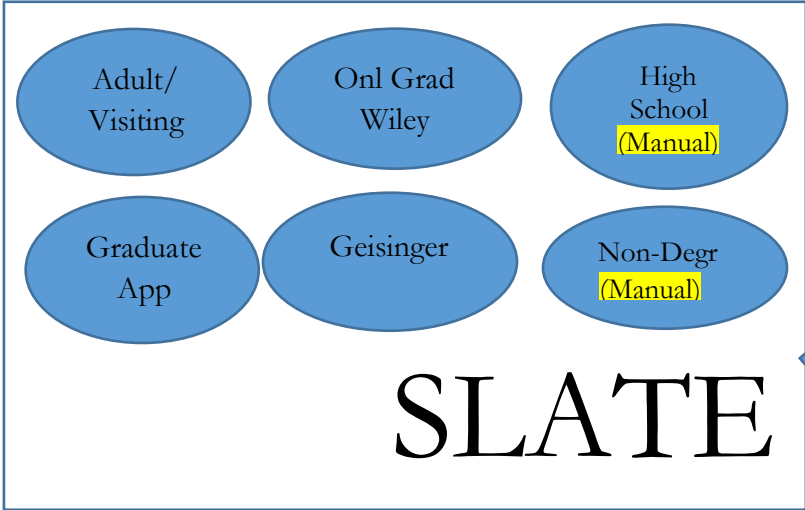 Adult/
Visiting
Onl Grad
Wiley
High
School
(Manual)
Graduate
App
Geisinger
Non-Degr
(Manual)
SLATE